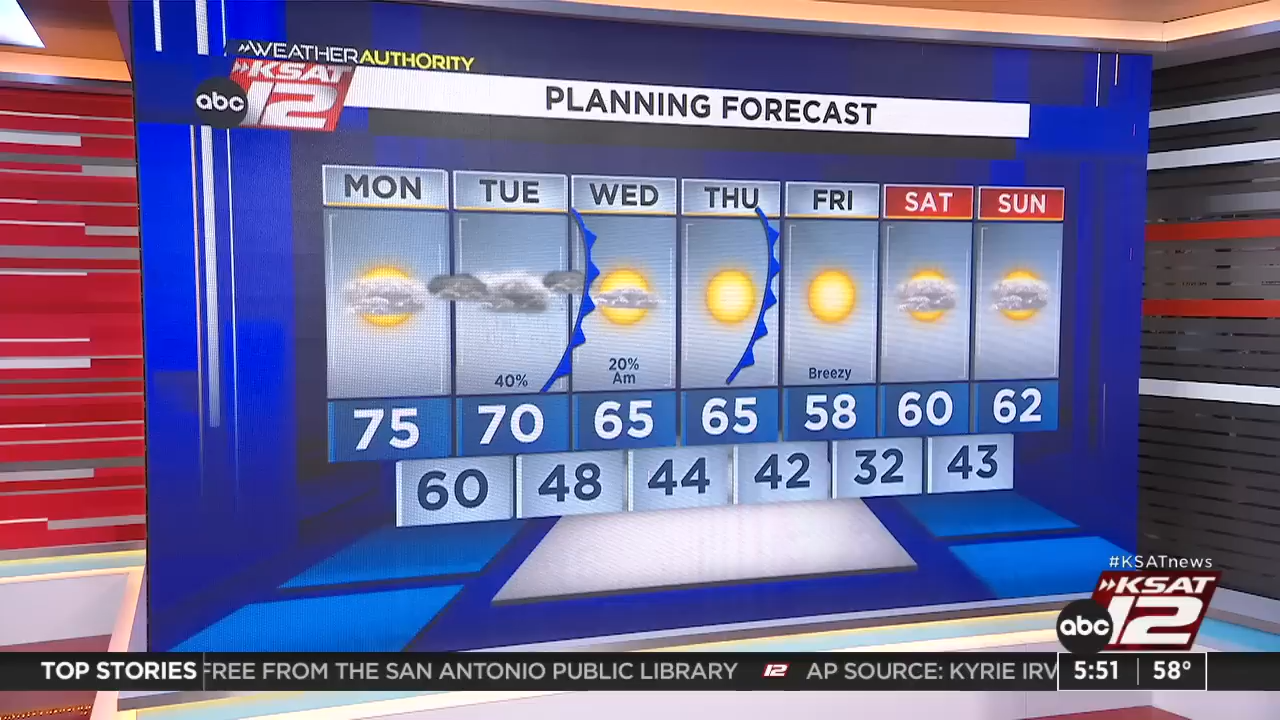 WEATHERAUTHORITY
KSAT
abc 12
PLANNING FORECAST
MON TUE WED THU FRI SAT SUN
40% 20% Am Breezy
75 70 65 65 58 60 62
60 48 44 42 32 43
#KSATnews
KSAT
abc 12
TOP STORIES FREE FROM THE SAN ANTONIO PUBLIC LIBRARY 12 AP SOURCE: KYRIE IRV 5:51 58°